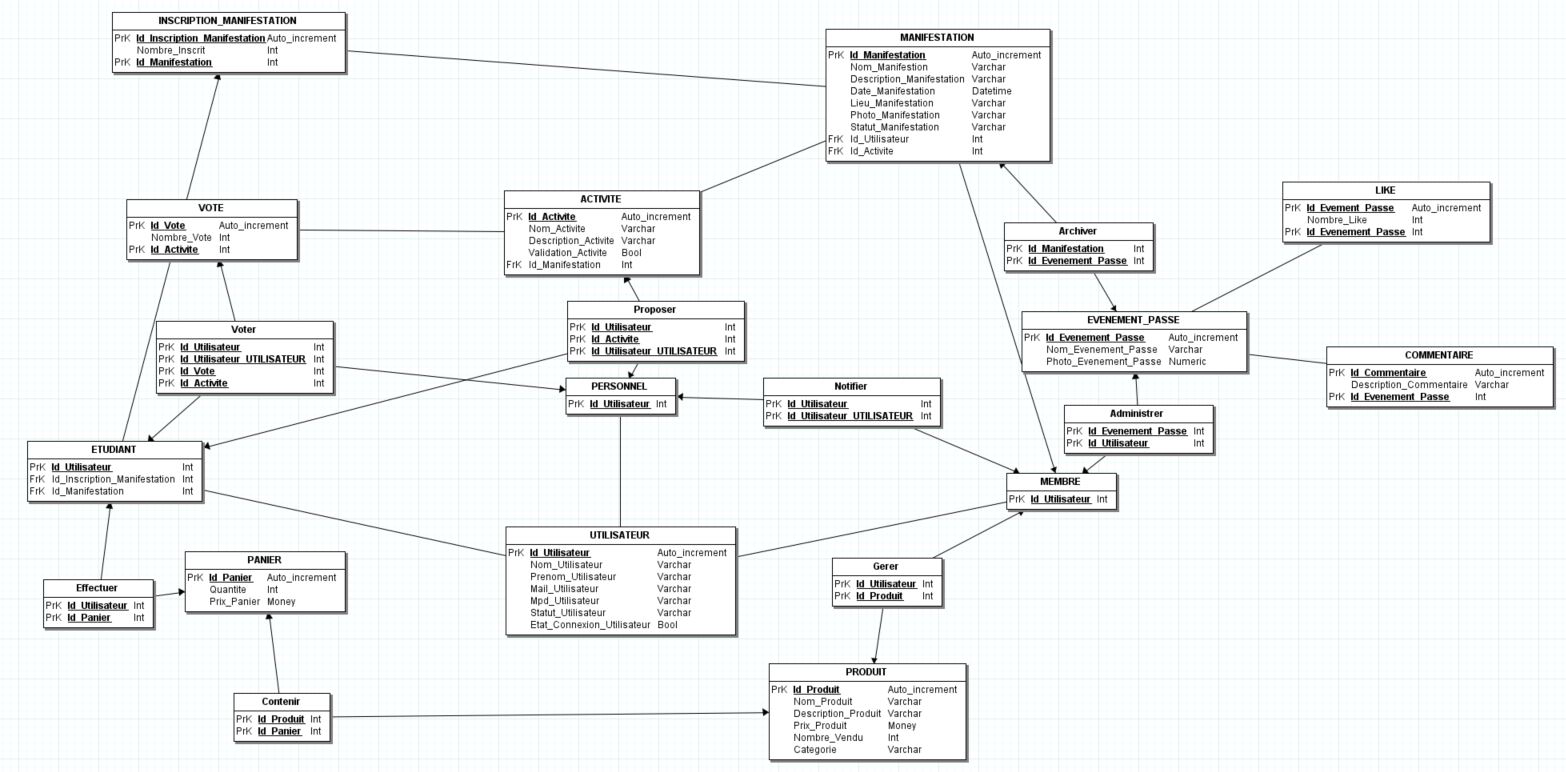 INSCRIPTION_MANIFESTATION
PrK Id_Inscription_Manifestation Auto_increment
Nombre_Inscrit Int
PrK Id_Manifestation Int
MANIFESTATION
PrK Id_Manifestation Auto_increment
Nom_Manifestion Varchar
Description_Manifestation Varchar
Date_Manifestation Datetime
Lieu_Manifestation Varchar
Photo_Manifestation Varchar
Statut_Manifestation Varchar
FrK Id_Utilisateur Int
FrK Id_Activite Int
VOTE
PrK Id_Vote Auto_increment
Nombre_Vote Int
PrK Id_Activite Int
ACTIVITE
PrK Id_Activite Auto_increment
Nom_Activite Varchar
Description_Activite Varchar
Validation_Activite Bool
FrK Id_Manifestation Int
LIKE
PrK Id_Evement_Passe Auto_increment
Nombre_Like Int
PrK Id_Evenement_Passe Int
Archiver
PrK Id_Manifestation Int
PrK Id_Evenement_Passe Int
Proposer
PrK Id_Utilisateur Int
PrK Id_Activite Int
PrK Id_Utilisateur_UTILISATEUR Int
EVENEMENT_PASSE
PrK Id_Evenement_Passe Auto_increment
Nom_Evenement_Passe Varchar
Photo_Evenement_Passe Numeric
Voter
PrK Id_Utilisateur Int
PrK Id_Utilisateur_UTILISATEUR Int
PrK Id_Vote Int
PrK Id_Activite Int
COMMENTAIRE
PrK Id_Commentaire Auto_increment
Description_Commentaire Varchar
PrK Id_Evenement_Passe Int
PERSONNEL
PrK Id_Utilisateur Int
Notifier
PrK Id_Utilisateur Int
PrK Id_Utilisateur_UTILISATEUR Int
Administrer
PrK Id_Evenement_Passe Int
PrK Id_Utilisateur Int
ETUDIANT
PrK Id_Utilisateur Int
FrK Id_Inscription_Manifestation Int
FrK Id_Manifestation Int
MEMBRE
PrK Id_Utilisateur Int
UTILISATEUR
PrK Id_Utilisateur Auto_increment
Nom_Utilisateur Varchar
Prenom_Utilisateur Varchar
Mail_Utilisateur Varchar
Mpd_Utilisateur Varchar
Statut_Utilisateur Varchar
Etat_Connexion_Utilisateur Bool
PANIER
PrK Id_Panier Auto_increment
Quantite Int
Prix_Panier Money
Gerer
PrK Id_Utilisateur Int
PrK Id_Produit Int
Effectuer
PrK Id_Utilisateur Int
PrK Id_Panier Int
PRODUIT
PrK Id_Produit Auto_increment
Nom_Produit Varchar
Description_Produit Varchar
Prix_Produit Money
Nombre_Vendu Int
Categorie Varchar
Contenir
PrK Id_Produit Int
PrK Id_Panier Int